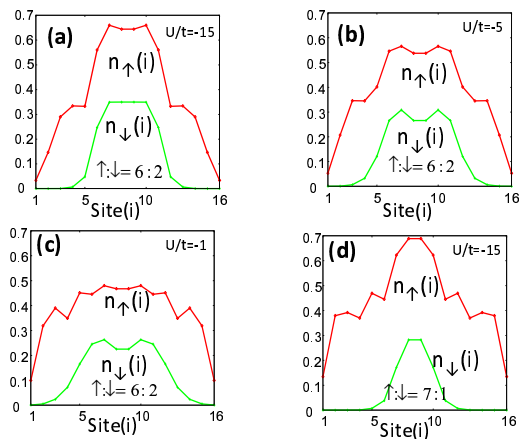 (a)
U/t=-15
0.7
0.6
0.5
0.4
0.3
0.2
0.1
0
n↑(i)
n↓(i)
↑:↓= 6 : 2
1 5 10 16
Site(i)
(b)
U/t=-5
0.7
0.6
0.5
0.4
0.3
0.2
0.1
0
n↑(i)
n↓(i)
↑:↓= 6 : 2
1 5 10 16
Site(i)
(c)
U/t=-1
0.7
0.6
0.5
0.4
0.3
0.2
0.1
0
n↑(i)
n↓(i)
↑:↓= 6 : 2
1 5 10 16
Site(i)
(d)
U/t=-15
0.7
0.6
0.5
0.4
0.3
0.2
0.1
0
n↑(i)
n↓(i)
↑:↓= 7 : 1
1 5 10 16
Site(i)